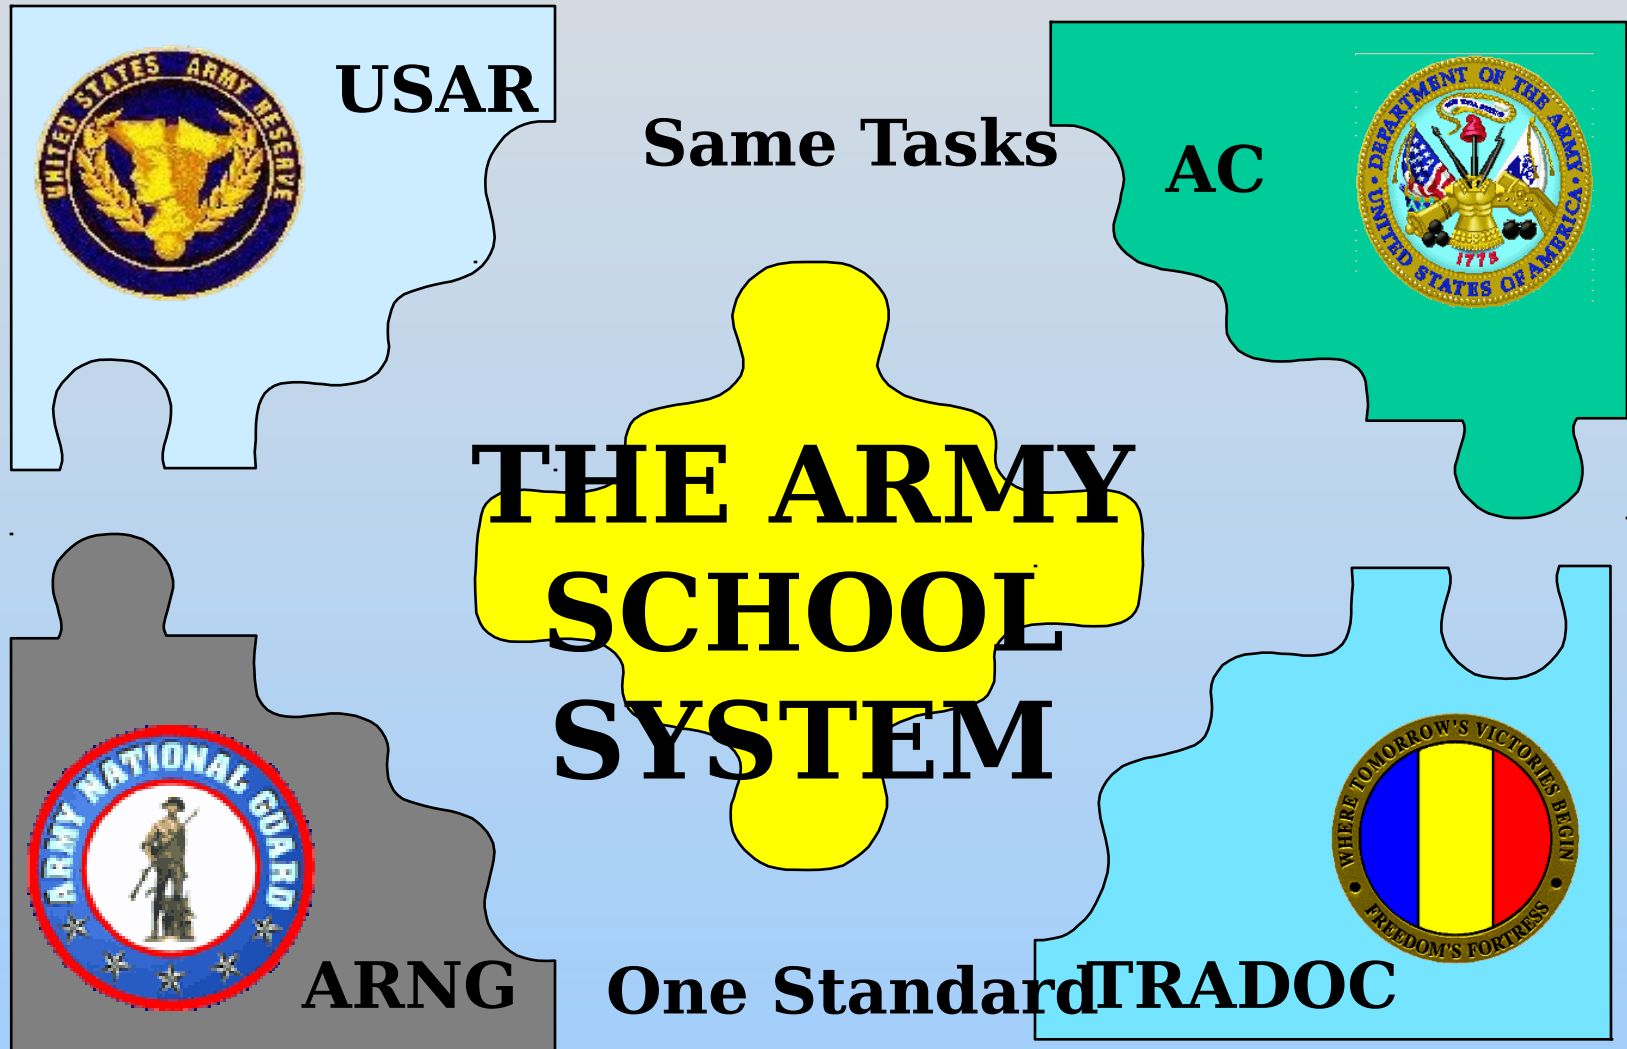 UNITED STATES ARMY RESERVE
USAR
Same Tasks
AC
DEPARTMENT OF THE ARMY
UNITED STATES OF AMERICA
1775
THE ARMY
SCHOOL
SYSTEM
ARMY NATIONAL GUARD
ARNG
One Standard
TRADOC
WHERE TOMORROW'S VICTORIES BEGIN
FREEDOM'S FORTRESS